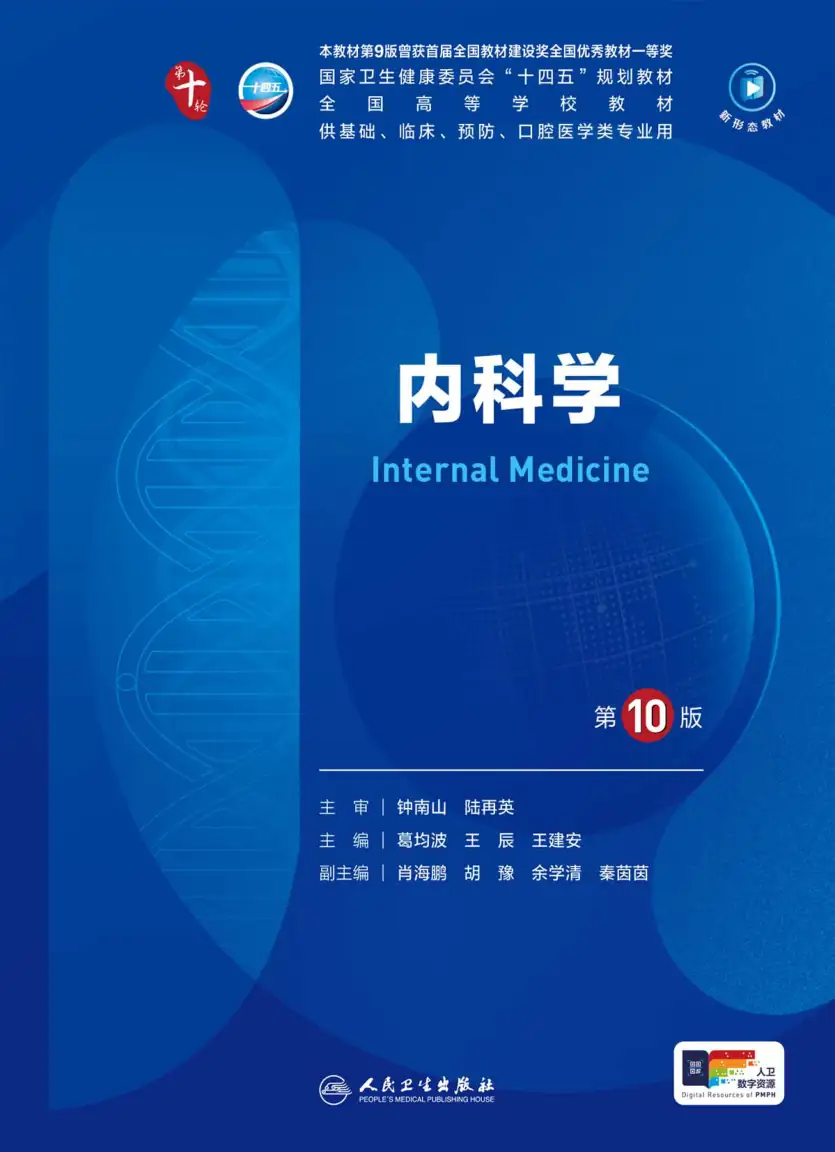 本教材第9版曾获首届全国教材建设奖全国优秀教材一等奖
国家卫生健康委员会“十四五”规划教材
全国高等学校教材
供基础、临床、预防、口腔医学类专业用
第十轮
十四五
新形态教材
内科学
Internal Medicine
第10版
主审 钟南山 陆再英
主编 葛均波 王辰 王建安
副主编 肖海鹏 胡豫 余学清 秦茵茵
人民卫生出版社
PEOPLE'S MEDICAL PUBLISHING HOUSE
人卫
数字资源
Digital Resources of PMPH